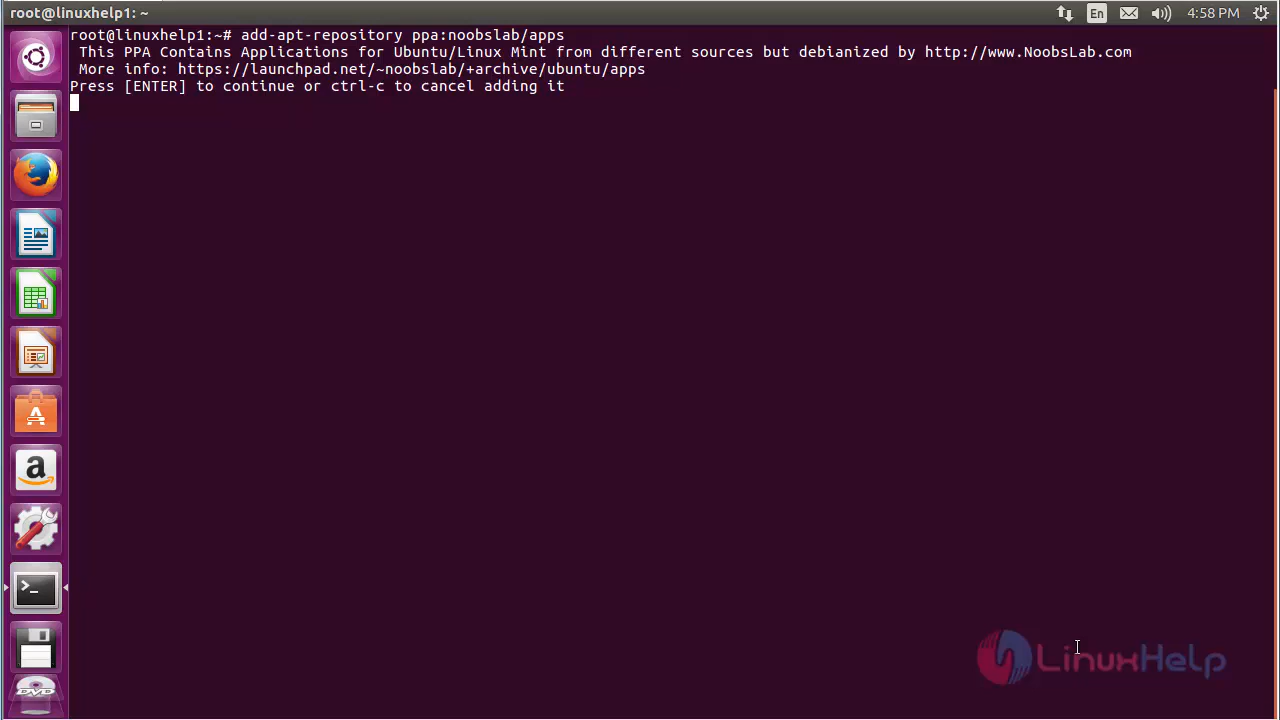 root@linuxhelp1: ~
En
4:58 PM
root@linuxhelp1:~# add-apt-repository ppa:noobslab/apps
This PPA Contains Applications for Ubuntu/Linux Mint from different sources but debianized by http://www.NoobsLab.com
More info: https://launchpad.net/~noobslab/+archive/ubuntu/apps
Press [ENTER] to continue or ctrl-c to cancel adding it
a
>_
DVD
LinuxHelp